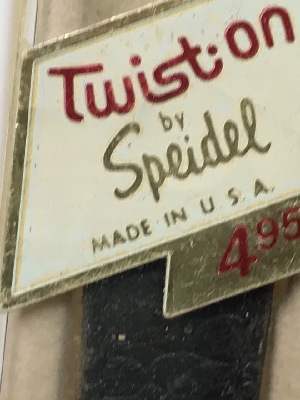 Twist-on
by
Speidel
MADE IN U.S.A.
495